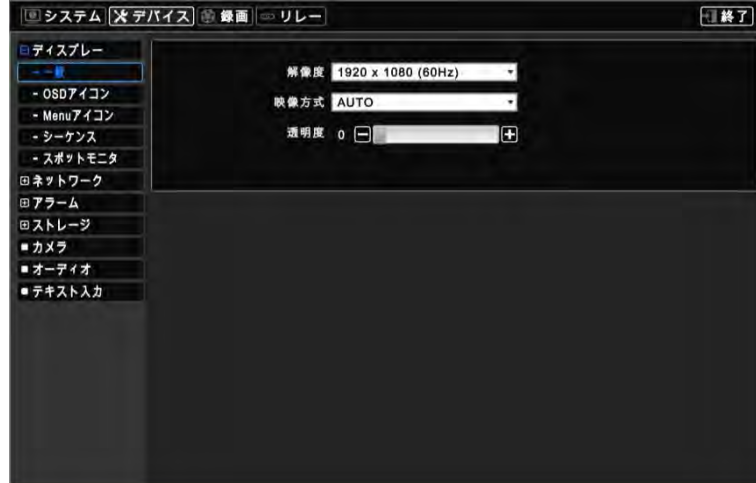 システム デバイス 録画 リレー 終了
ディスプレー
- 一般
- OSDアイコン
- Menuアイコン
- シーケンス
- スポットモニタ
ネットワーク
アラーム
ストレージ
カメラ
オーディオ
テキスト入力
解像度 1920 x 1080 (60Hz)
映像方式 AUTO
透明度 0